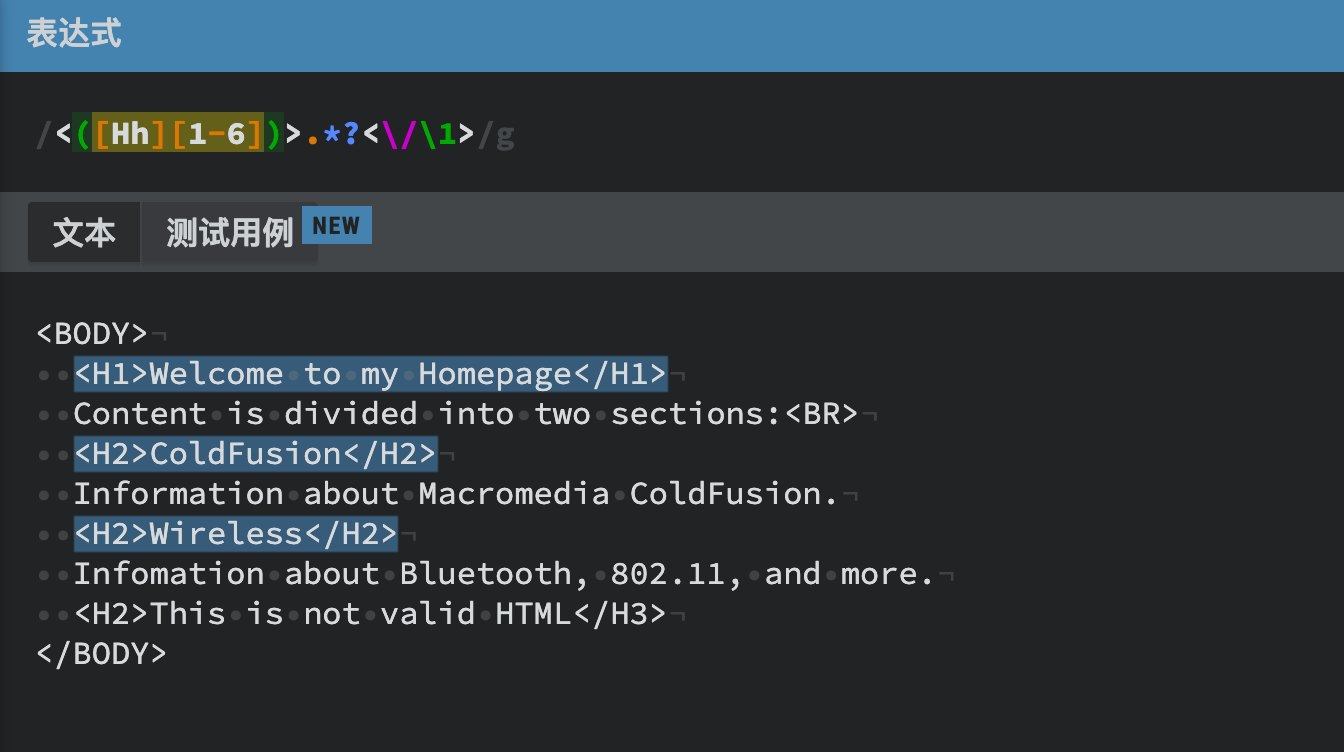 表达式
/<([Hh][1-6])>.*?<\/\1>/g
文本 测试用例 NEW
<BODY>¬
••<H1>Welcome•to•my•Homepage</H1>¬
••Content•is•divided•into•two•sections:<BR>¬
••<H2>ColdFusion</H2>¬
••Information•about•Macromedia•ColdFusion.¬
••<H2>Wireless</H2>¬
••Infomation•about•Bluetooth,•802.11,•and•more.¬
••<H2>This•is•not•valid•HTML</H3>¬
</BODY>